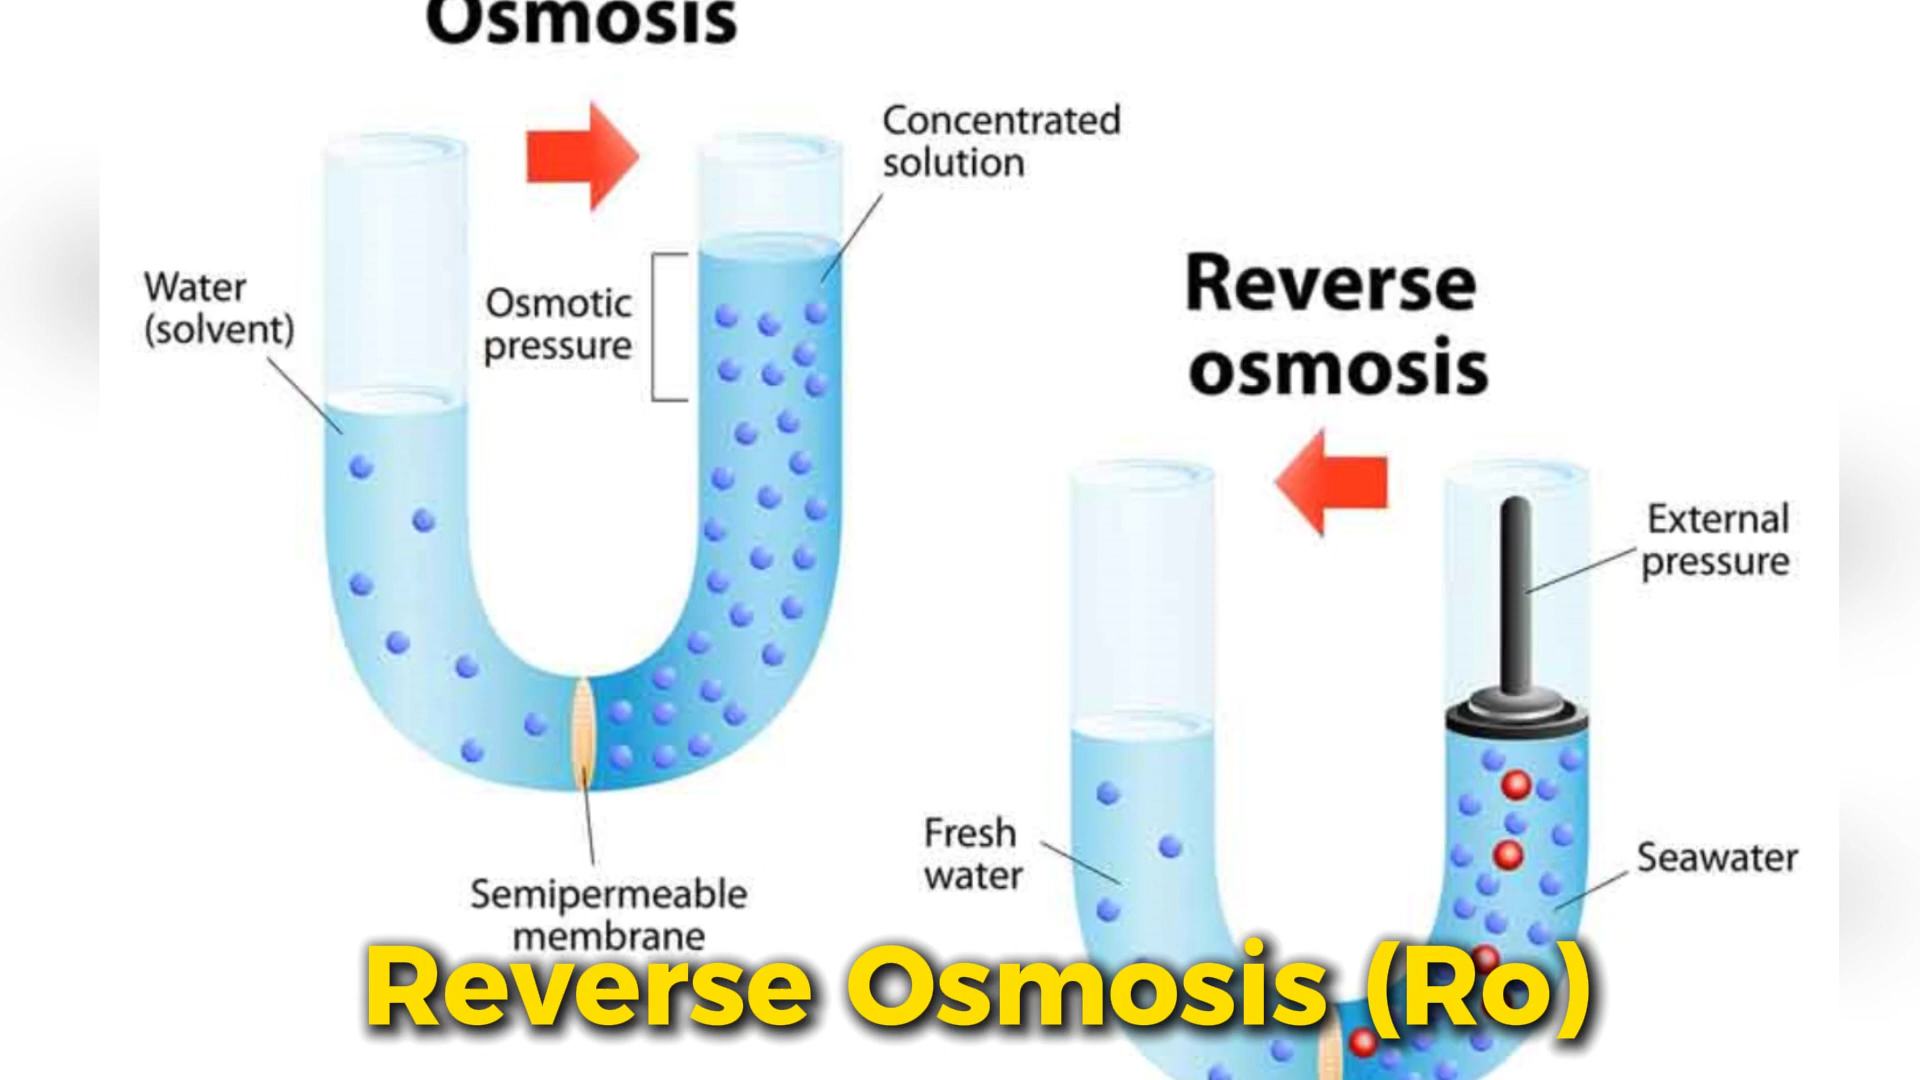 Osmosis
Concentrated
solution
Water
(solvent)
Osmotic
pressure
Semipermeable
membrane
Reverse
osmosis
External
pressure
Fresh
water
Seawater
Reverse Osmosis (Ro)